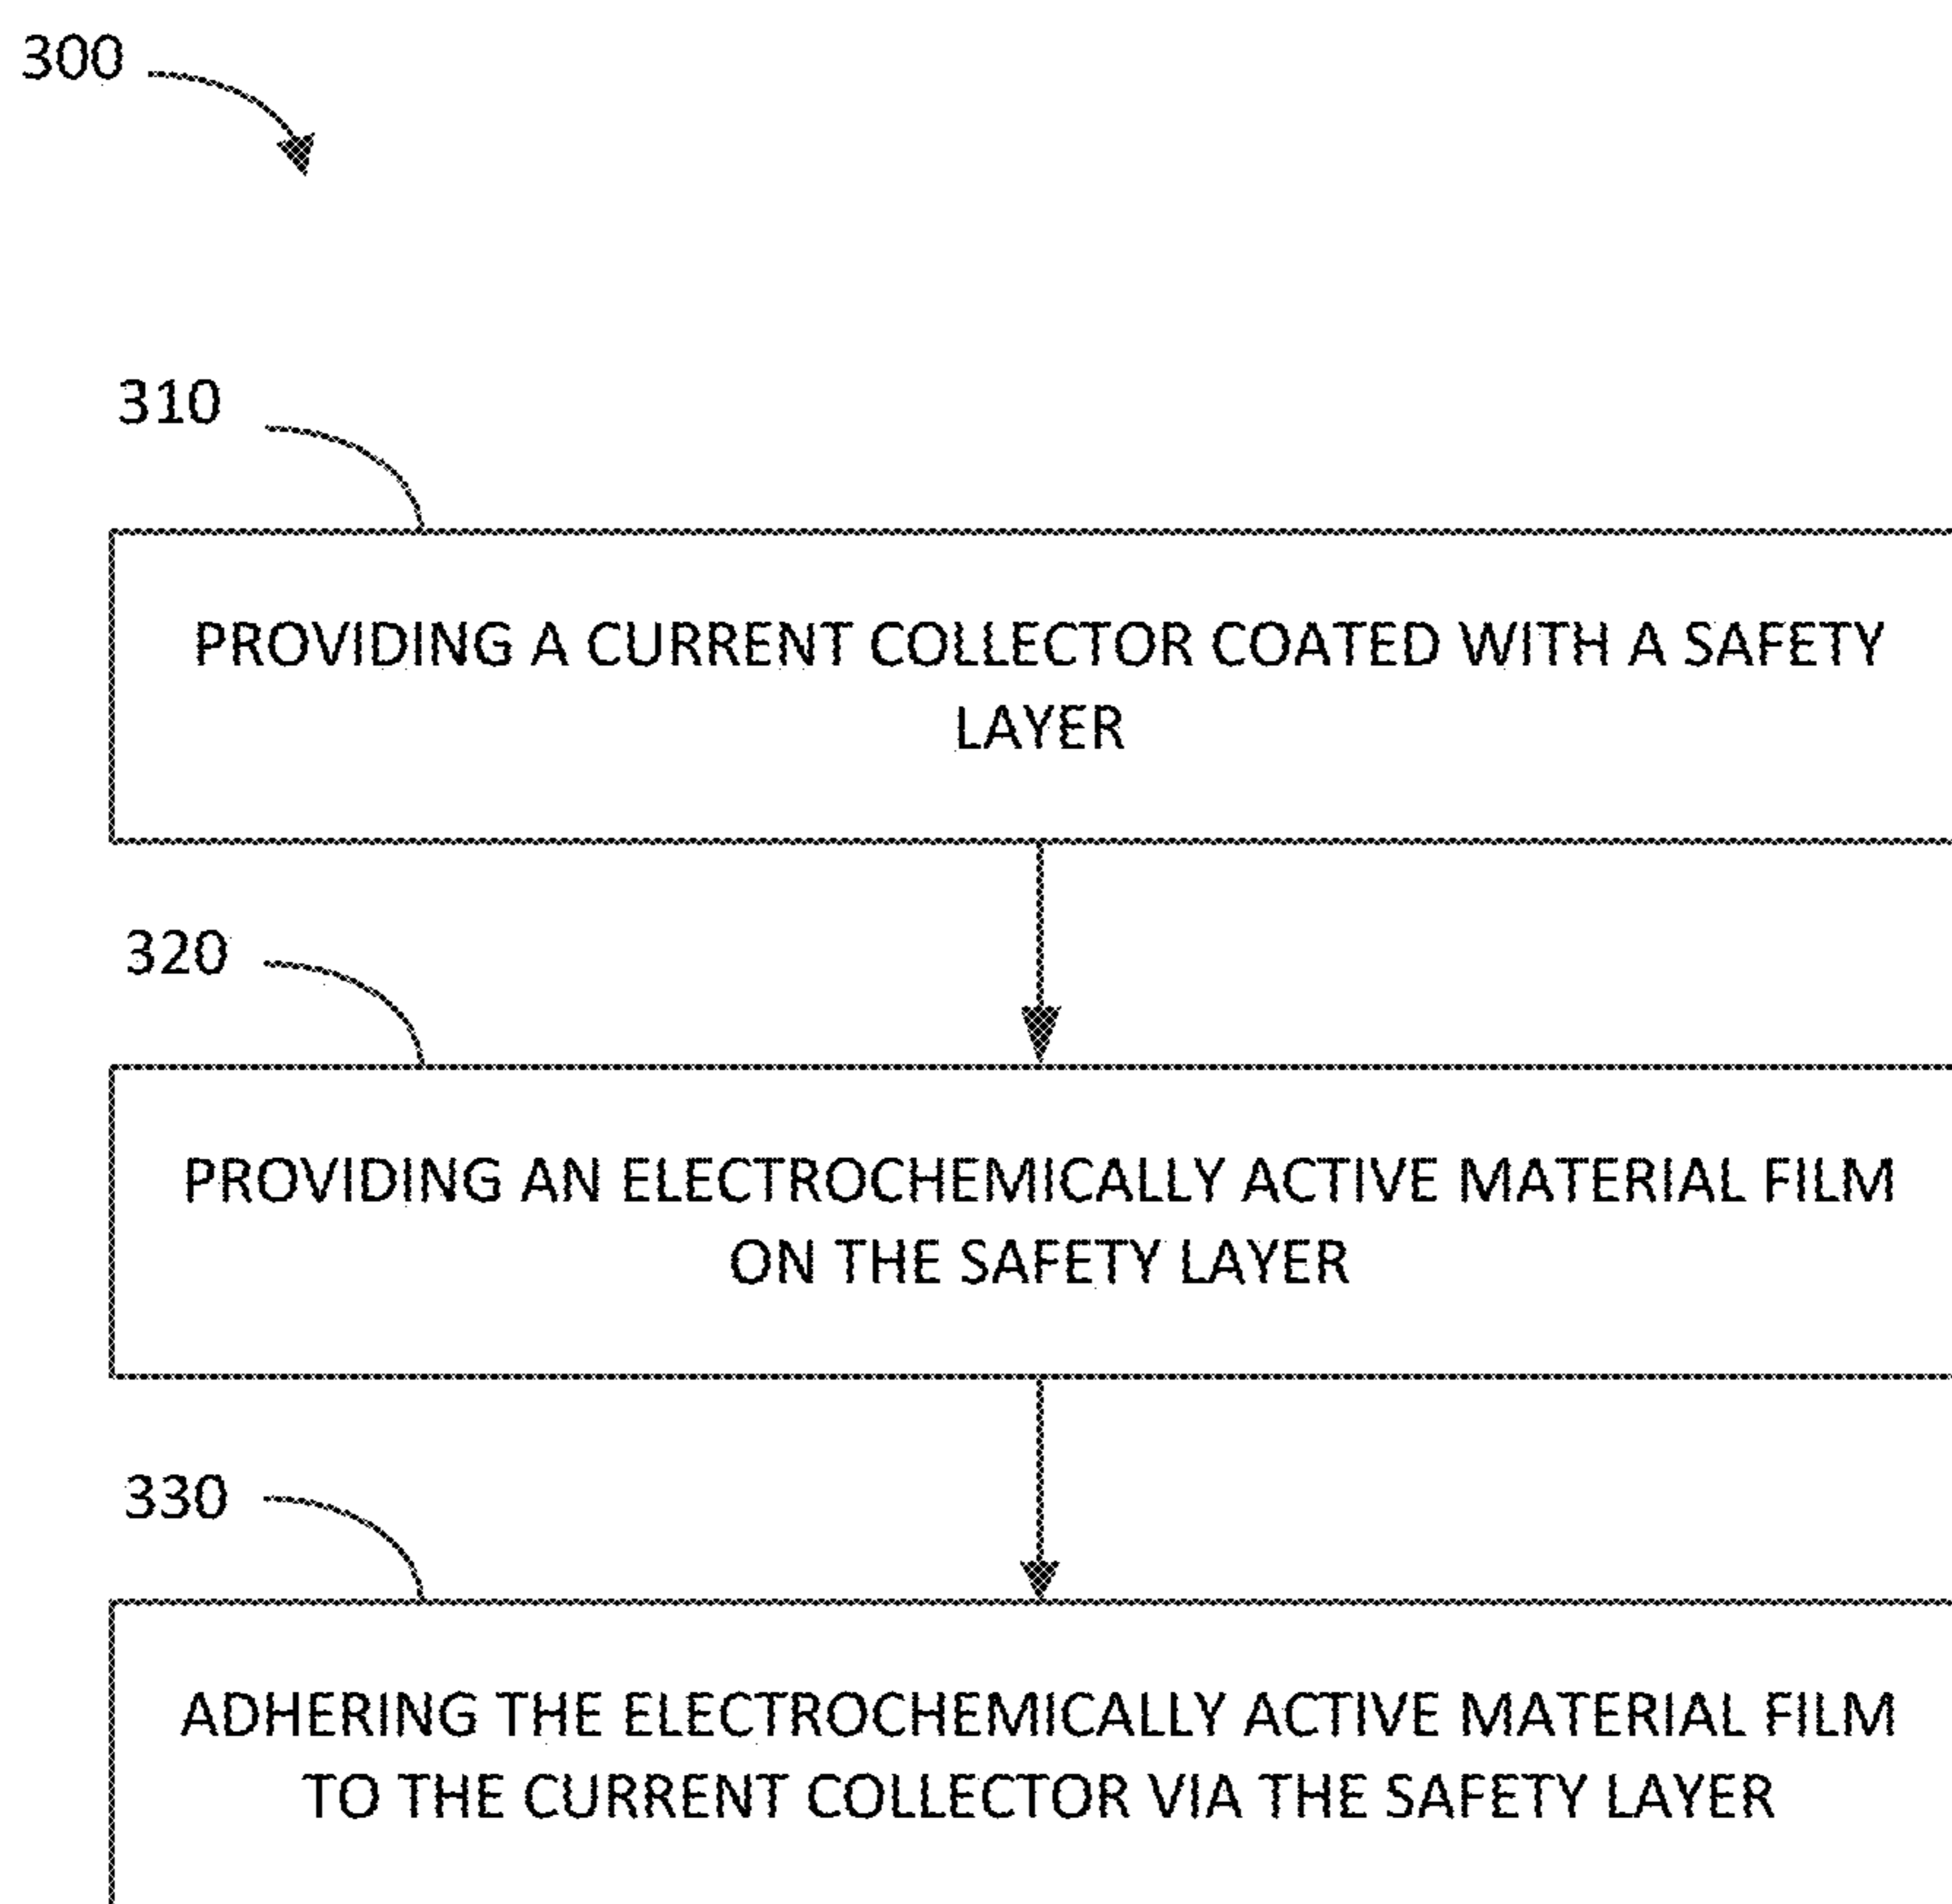 300
310
PROVIDING A CURRENT COLLECTOR COATED WITH A SAFETY
LAYER
320
PROVIDING AN ELECTROCHEMICALLY ACTIVE MATERIAL FILM
ON THE SAFETY LAYER
330
ADHERING THE ELECTROCHEMICALLY ACTIVE MATERIAL FILM
TO THE CURRENT COLLECTOR VIA THE SAFETY LAYER